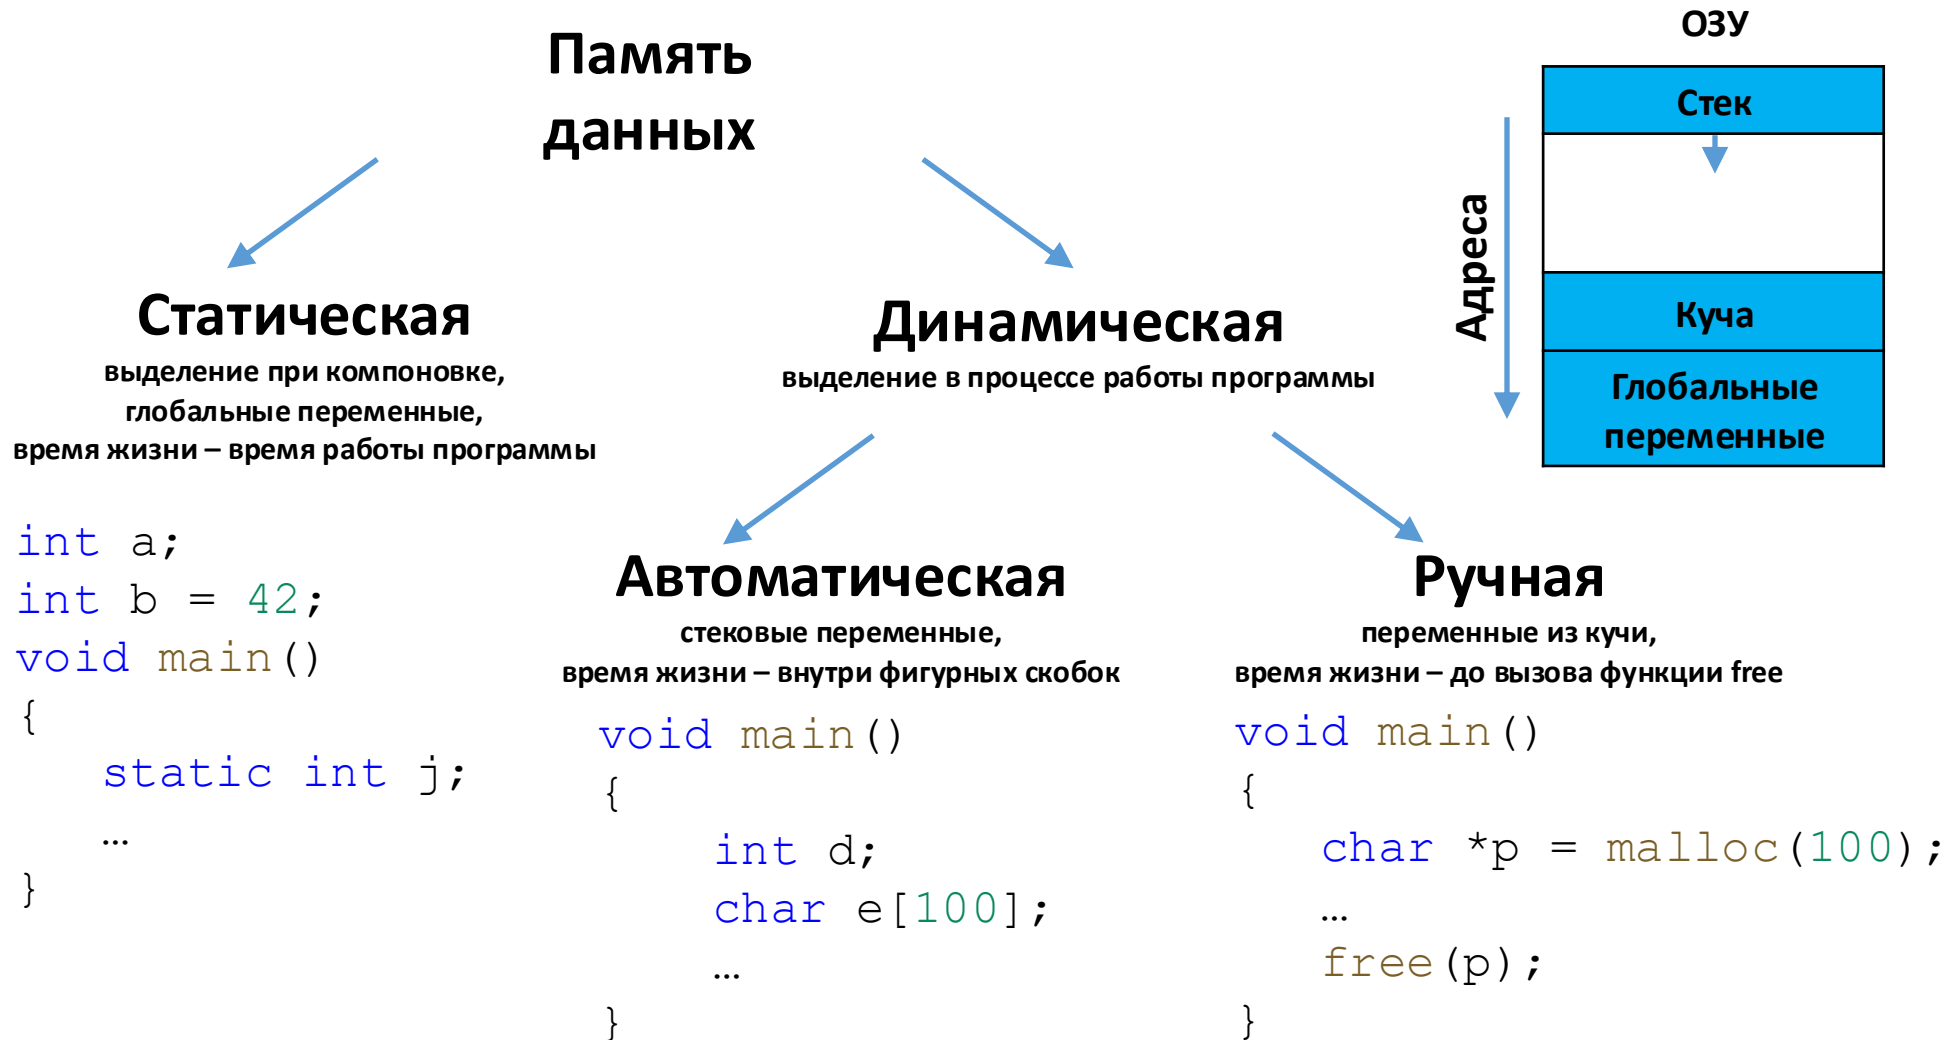 Память
данных
ОЗУ
Стек
Адреса
Куча
Глобальные
переменные
Статическая
выделение при компоновке,
глобальные переменные,
время жизни – время работы программы
Динамическая
выделение в процессе работы программы
int a;
int b = 42;
void main()
{
static int j;
…
}
Автоматическая
стековые переменные,
время жизни – внутри фигурных скобок
void main()
{
int d;
char e[100];
…
}
Ручная
переменные из кучи,
время жизни – до вызова функции free
void main()
{
char *p = malloc(100);
…
free(p);
}